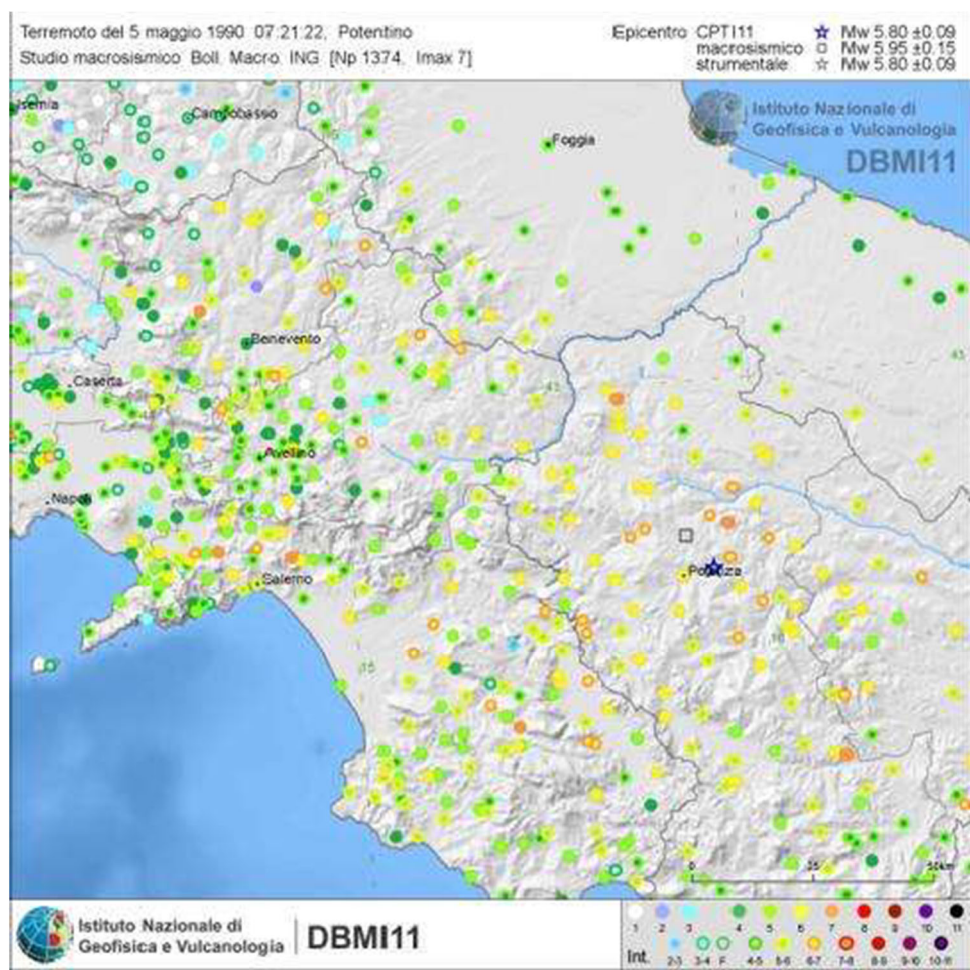 Terremoto del 5 maggio 1990 07:21:22, Potentino
Studio macrosismico Boll. Macro. ING [Np 1374, Imax 7]
Epicentro CPTI11 Mw 5.80 ±0.09
macrosismico Mw 5.95 ±0.15
strumentale Mw 5.80 ±0.09
Isernia
Campobasso
Foggia
Istituto Nazionale di
Geofisica e Vulcanologia
DBMI11
Benevento
Caserta
41
41
Avellino
Napoli
Potenza
Salerno
15
16
0 25 50km
Istituto Nazionale di
Geofisica e Vulcanologia
DBMI11
1 2 3 4 5 6 7 8 9 10 11
Int. 2-3 3-4 F 4-5 5-6 6-7 7-8 8-9 9-10 10-11